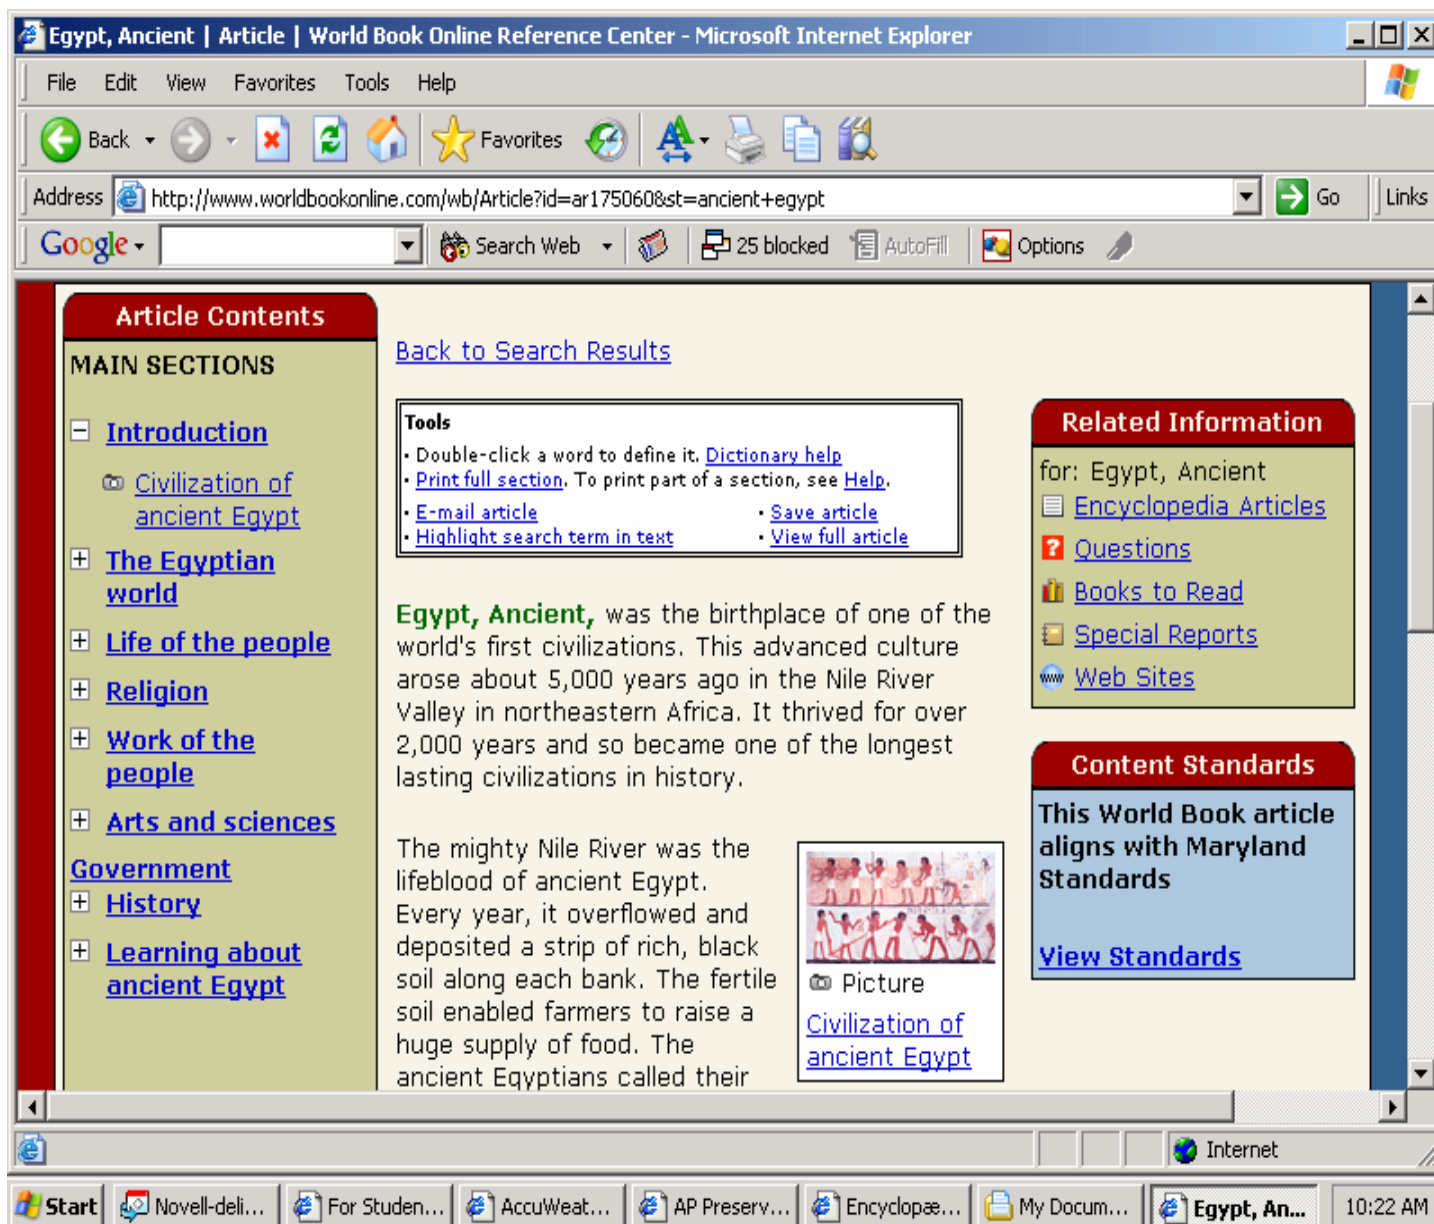 Egypt, Ancient | Article | World Book Online Reference Center - Microsoft Internet Explorer
File Edit View Favorites Tools Help
Back Favorites
Address http://www.worldbookonline.com/wb/Article?id=ar175060&st=ancient+egypt Go Links
Google Search Web 25 blocked AutoFill Options
Article Contents
MAIN SECTIONS
Introduction
Civilization of
ancient Egypt
The Egyptian
world
Life of the people
Religion
Work of the
people
Arts and sciences
Government
History
Learning about
ancient Egypt
Back to Search Results
Tools
• Double-click a word to define it. Dictionary help
• Print full section. To print part of a section, see Help.
• E-mail article • Save article
• Highlight search term in text • View full article
Egypt, Ancient, was the birthplace of one of the
world's first civilizations. This advanced culture
arose about 5,000 years ago in the Nile River
Valley in northeastern Africa. It thrived for over
2,000 years and so became one of the longest
lasting civilizations in history.
The mighty Nile River was the
lifeblood of ancient Egypt.
Every year, it overflowed and
deposited a strip of rich, black
soil along each bank. The fertile
soil enabled farmers to raise a
huge supply of food. The
ancient Egyptians called their
Picture
Civilization of
ancient Egypt
Related Information
for: Egypt, Ancient
Encyclopedia Articles
? Questions
Books to Read
Special Reports
www Web Sites
Content Standards
This World Book article
aligns with Maryland
Standards
View Standards
Internet
Start Novell-deli... For Studen... AccuWeat... AP Preserv... Encyclopæ... My Docum... Egypt, An... 10:22 AM